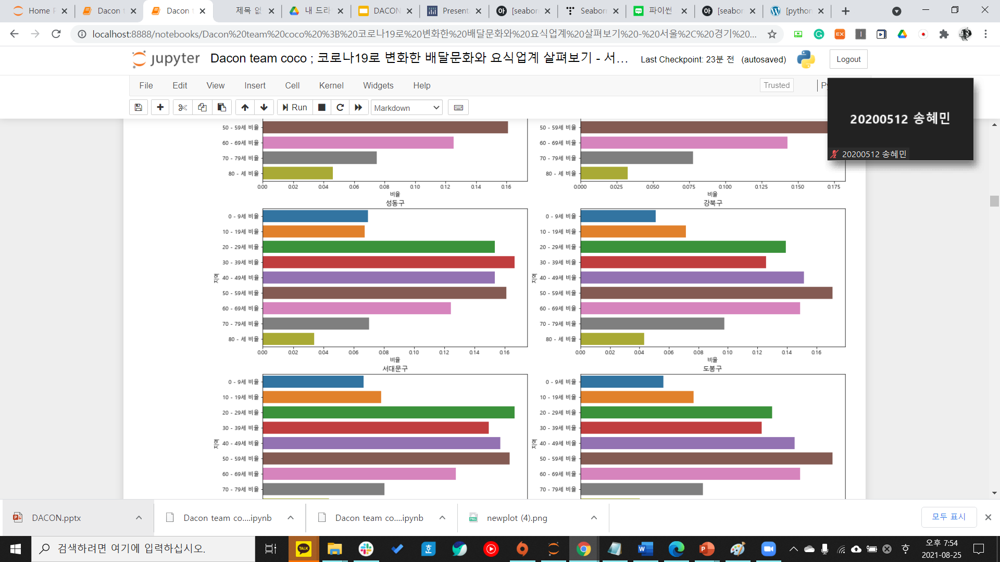 Home P
Dacon t
Dacon t
제목 없
내 드라
DACON
Present
[seabor
Seabor
파이썬
[seabor
[python
localhost:8888/notebooks/Dacon%20team%20coco%20%3B%20코로나19로%20변화한%20배달문화와%20요식업계%20살펴보기%20-%20서울%2C%20경기%20...
jupyter
Dacon team coco ; 코로나19로 변화한 배달문화와 요식업계 살펴보기 - 서...
Last Checkpoint: 23분 전 (autosaved)
Logout
File Edit View Insert Cell Kernel Widgets Help
Trusted
Py
Run
Markdown
20200512 송혜민
20200512 송혜민
50 - 59세 비율
60 - 69세 비율
70 - 79세 비율
80 - 세 비율
0.00 0.02 0.04 0.06 0.08 0.10 0.12 0.14 0.16
비율
50 - 59세 비율
60 - 69세 비율
70 - 79세 비율
80 - 세 비율
0.000 0.025 0.050 0.075 0.100 0.125 0.150 0.175
비율
성동구
0 - 9세 비율
10 - 19세 비율
20 - 29세 비율
30 - 39세 비율
지역
40 - 49세 비율
50 - 59세 비율
60 - 69세 비율
70 - 79세 비율
80 - 세 비율
0.00 0.02 0.04 0.06 0.08 0.10 0.12 0.14 0.16
비율
강북구
0 - 9세 비율
10 - 19세 비율
20 - 29세 비율
30 - 39세 비율
지역
40 - 49세 비율
50 - 59세 비율
60 - 69세 비율
70 - 79세 비율
80 - 세 비율
0.00 0.02 0.04 0.06 0.08 0.10 0.12 0.14 0.16
비율
서대문구
0 - 9세 비율
10 - 19세 비율
20 - 29세 비율
30 - 39세 비율
지역
40 - 49세 비율
50 - 59세 비율
60 - 69세 비율
70 - 79세 비율
도봉구
0 - 9세 비율
10 - 19세 비율
20 - 29세 비율
30 - 39세 비율
지역
40 - 49세 비율
50 - 59세 비율
60 - 69세 비율
70 - 79세 비율
DACON.pptx
Dacon team co....ipynb
Dacon team co....ipynb
newplot (4).png
모두 표시
검색하려면 여기에 입력하십시오.
TALK
오후 7:54
2021-08-25